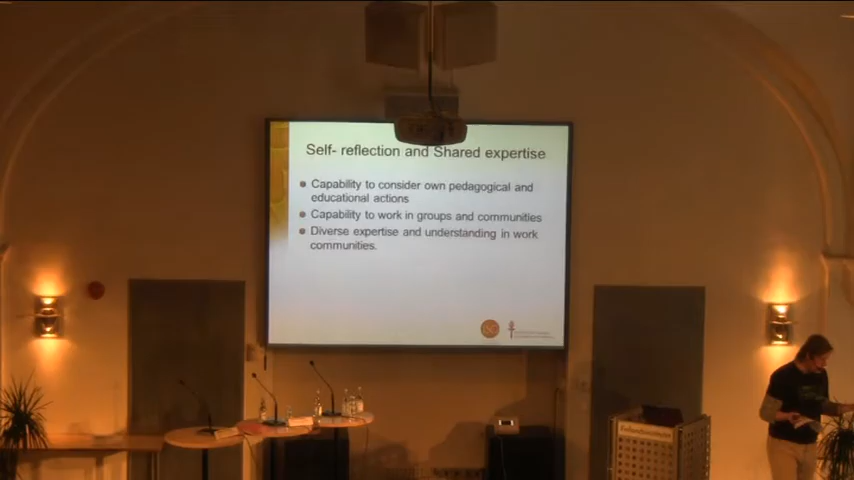 Self- reflection and Shared expertise
Capability to consider own pedagogical and
educational actions
Capability to work in groups and communities
Diverse expertise and understanding in work
communities.